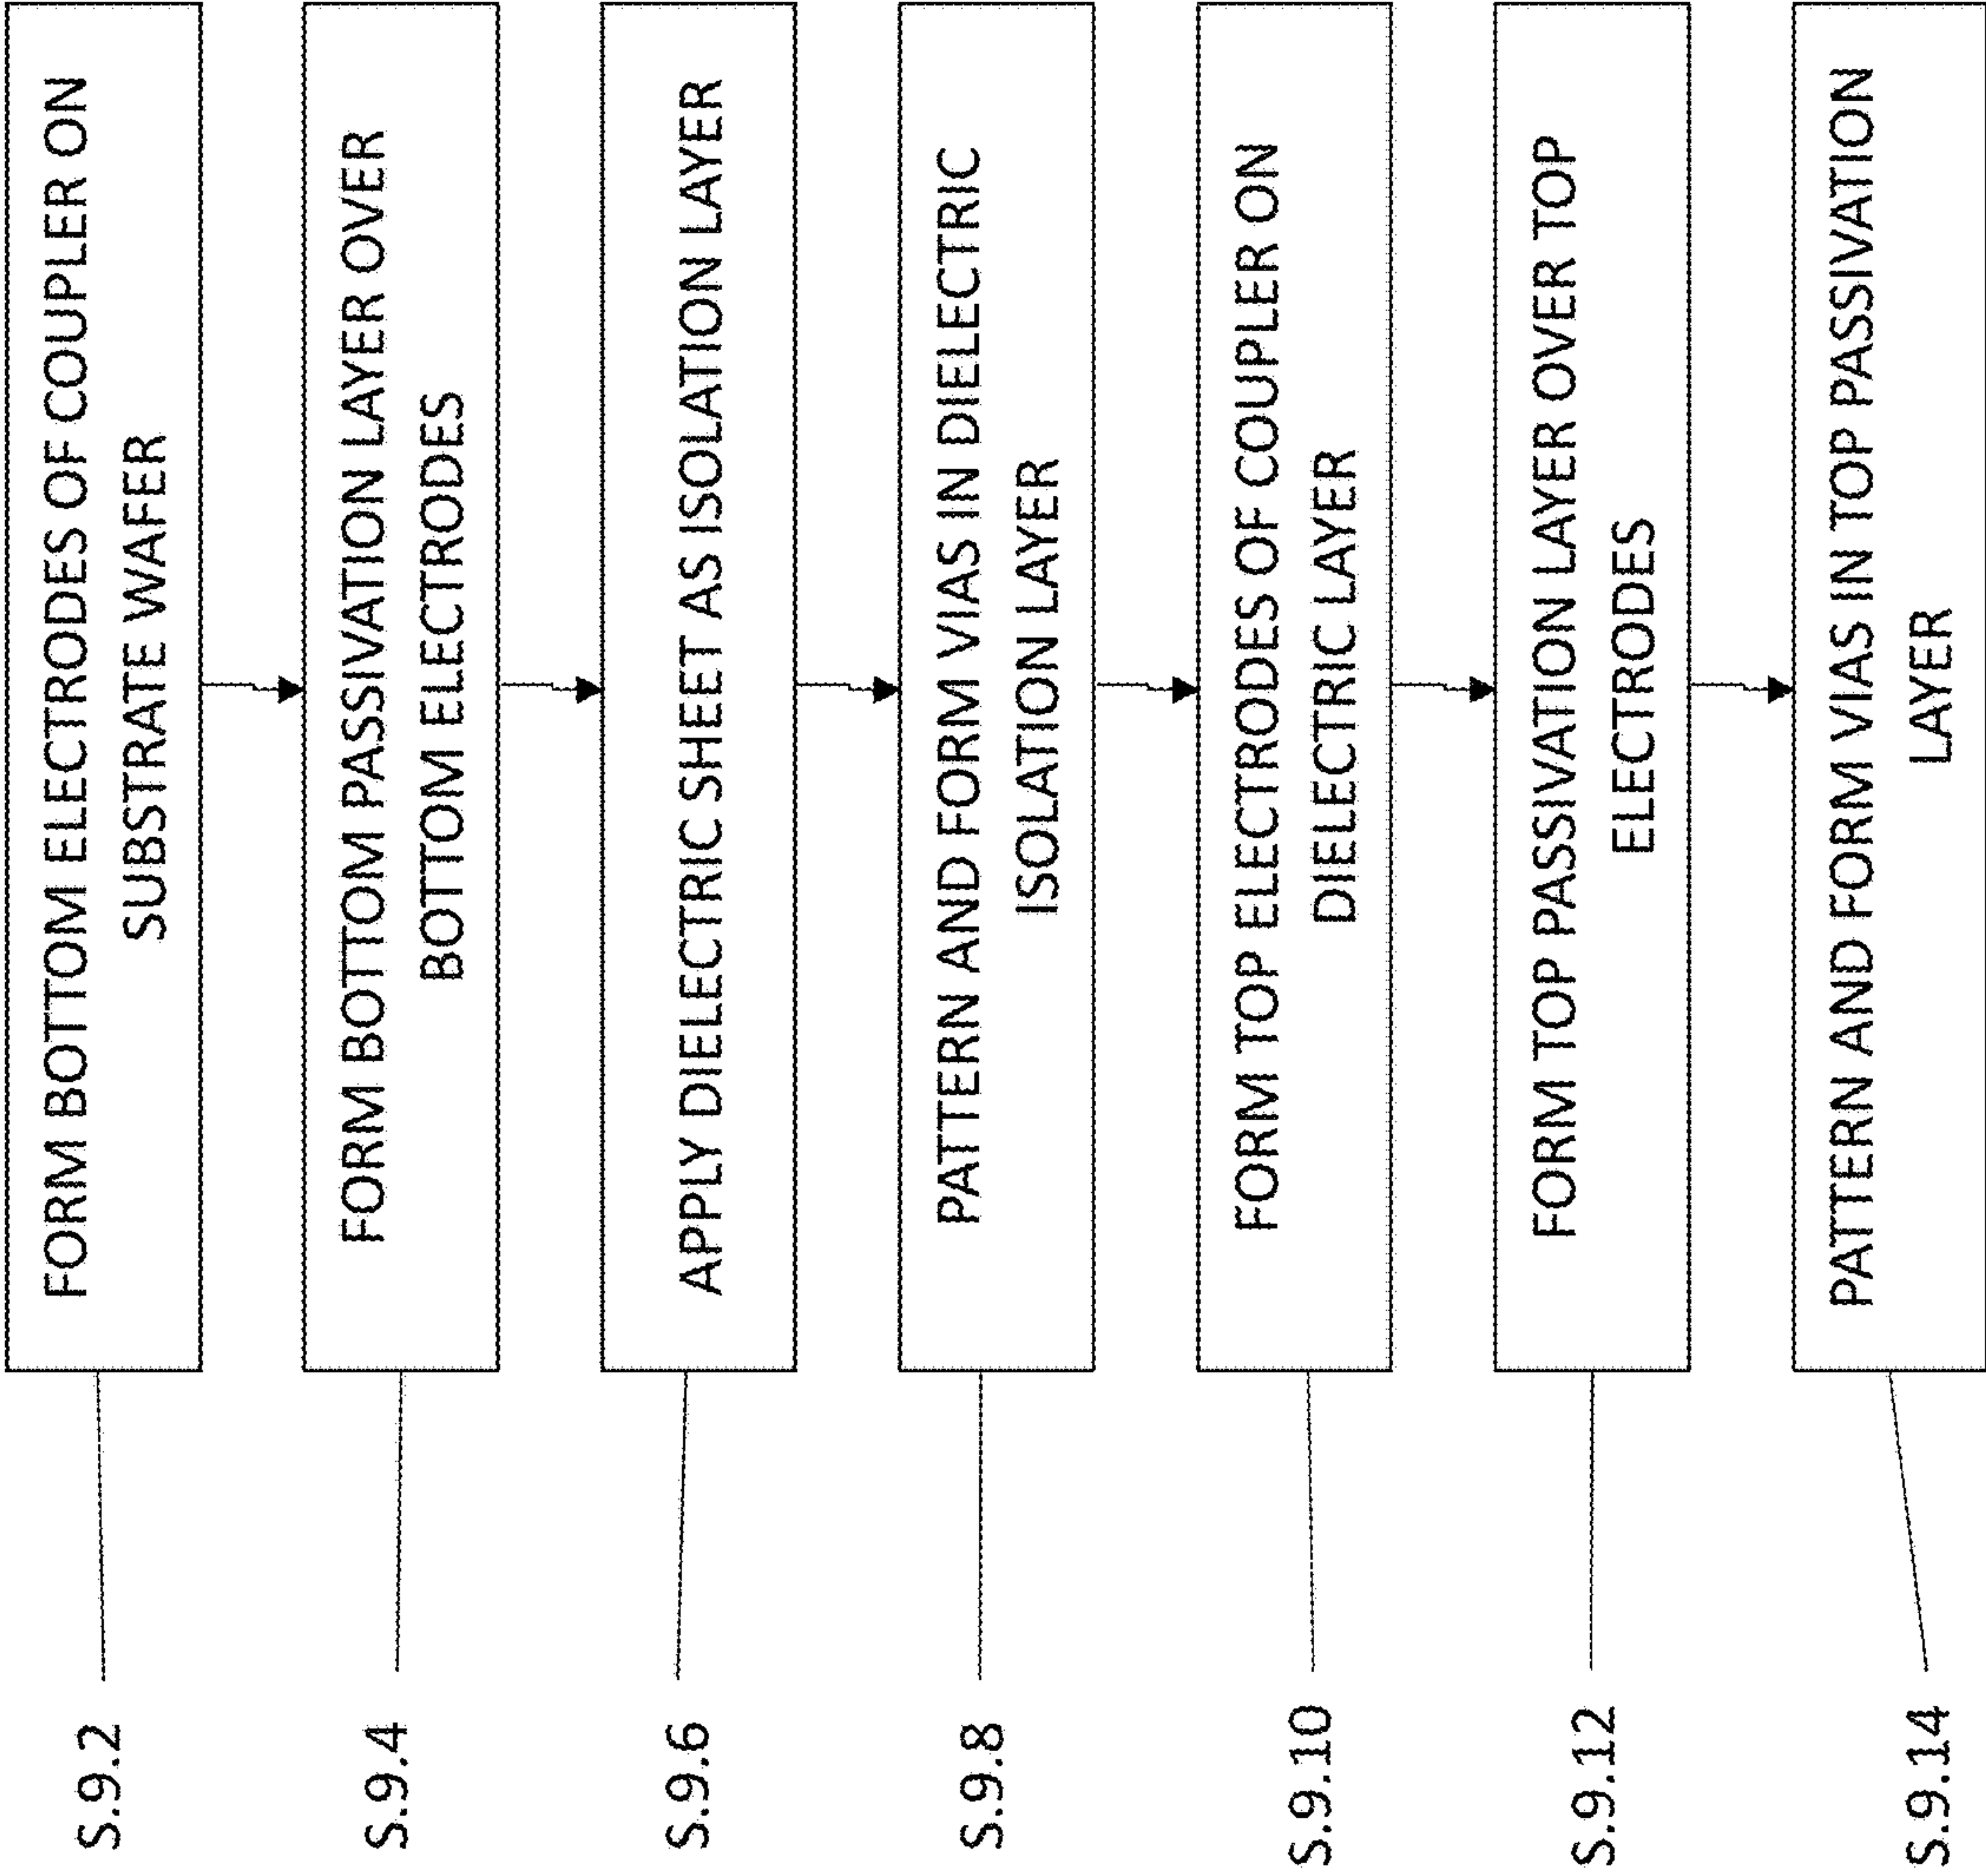 S.9.2
FORM BOTTOM ELECTRODES OF COUPLER ON
SUBSTRATE WAFER
S.9.4
FORM BOTTOM PASSIVATION LAYER OVER
BOTTOM ELECTRODES
S.9.6
APPLY DIELECTRIC SHEET AS ISOLATION LAYER
S.9.8
PATTERN AND FORM VIAS IN DIELECTRIC
ISOLATION LAYER
S.9.10
FORM TOP ELECTRODES OF COUPLER ON
DIELECTRIC LAYER
S.9.12
FORM TOP PASSIVATION LAYER OVER TOP
ELECTRODES
S.9.14
PATTERN AND FORM VIAS IN TOP PASSIVATION
LAYER